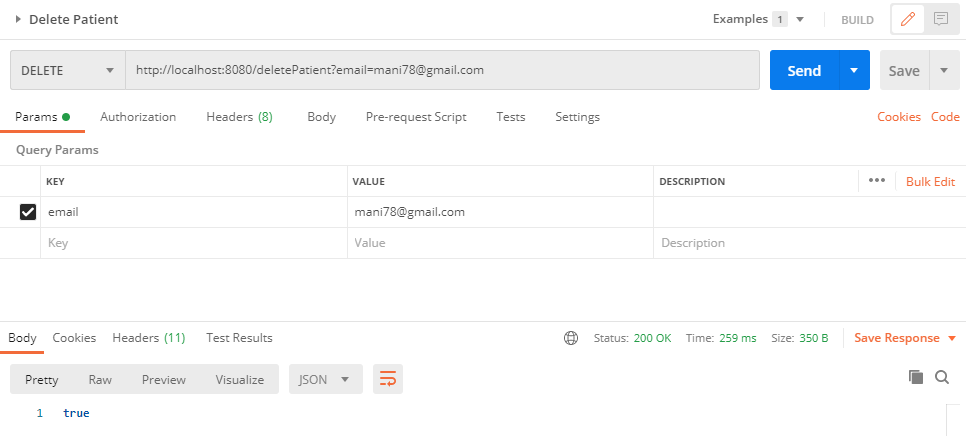 Delete Patient Examples 1 BUILD
DELETE http://localhost:8080/deletePatient?email=mani78@gmail.com Send Save
Params Authorization Headers (8) Body Pre-request Script Tests Settings Cookies Code
Query Params
KEY VALUE DESCRIPTION ••• Bulk Edit
email mani78@gmail.com
Key Value Description
Body Cookies Headers (11) Test Results Status: 200 OK Time: 259 ms Size: 350 B Save Response
Pretty Raw Preview Visualize JSON
1 true